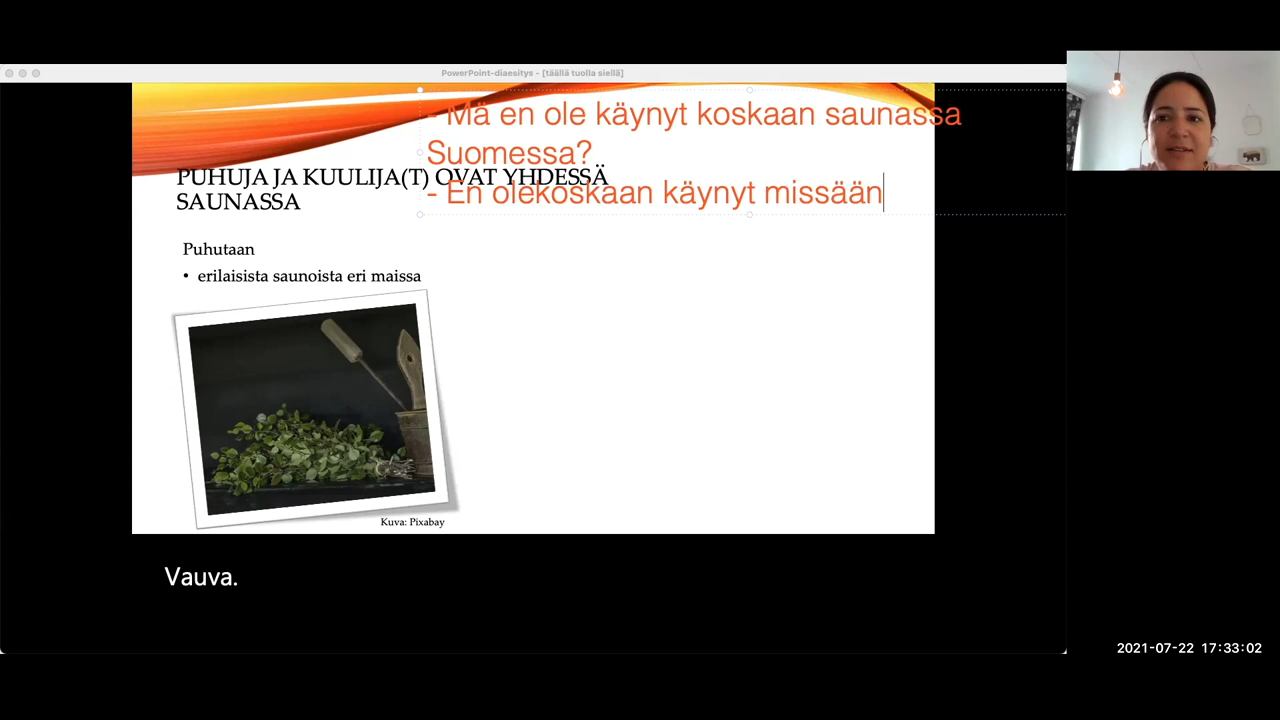 PowerPoint-diaesitys - [täällä tuolla siellä]
- Mä en ole käynyt koskaan saunassa
Suomessa?
- En olekoskaan käynyt missään
PUHUJA JA KUULIJA(T) OVAT YHDESSÄ
SAUNASSA
Puhutaan
• erilaisista saunoista eri maissa
Kuva: Pixabay
Vauva.
2021-07-22 17:33:02